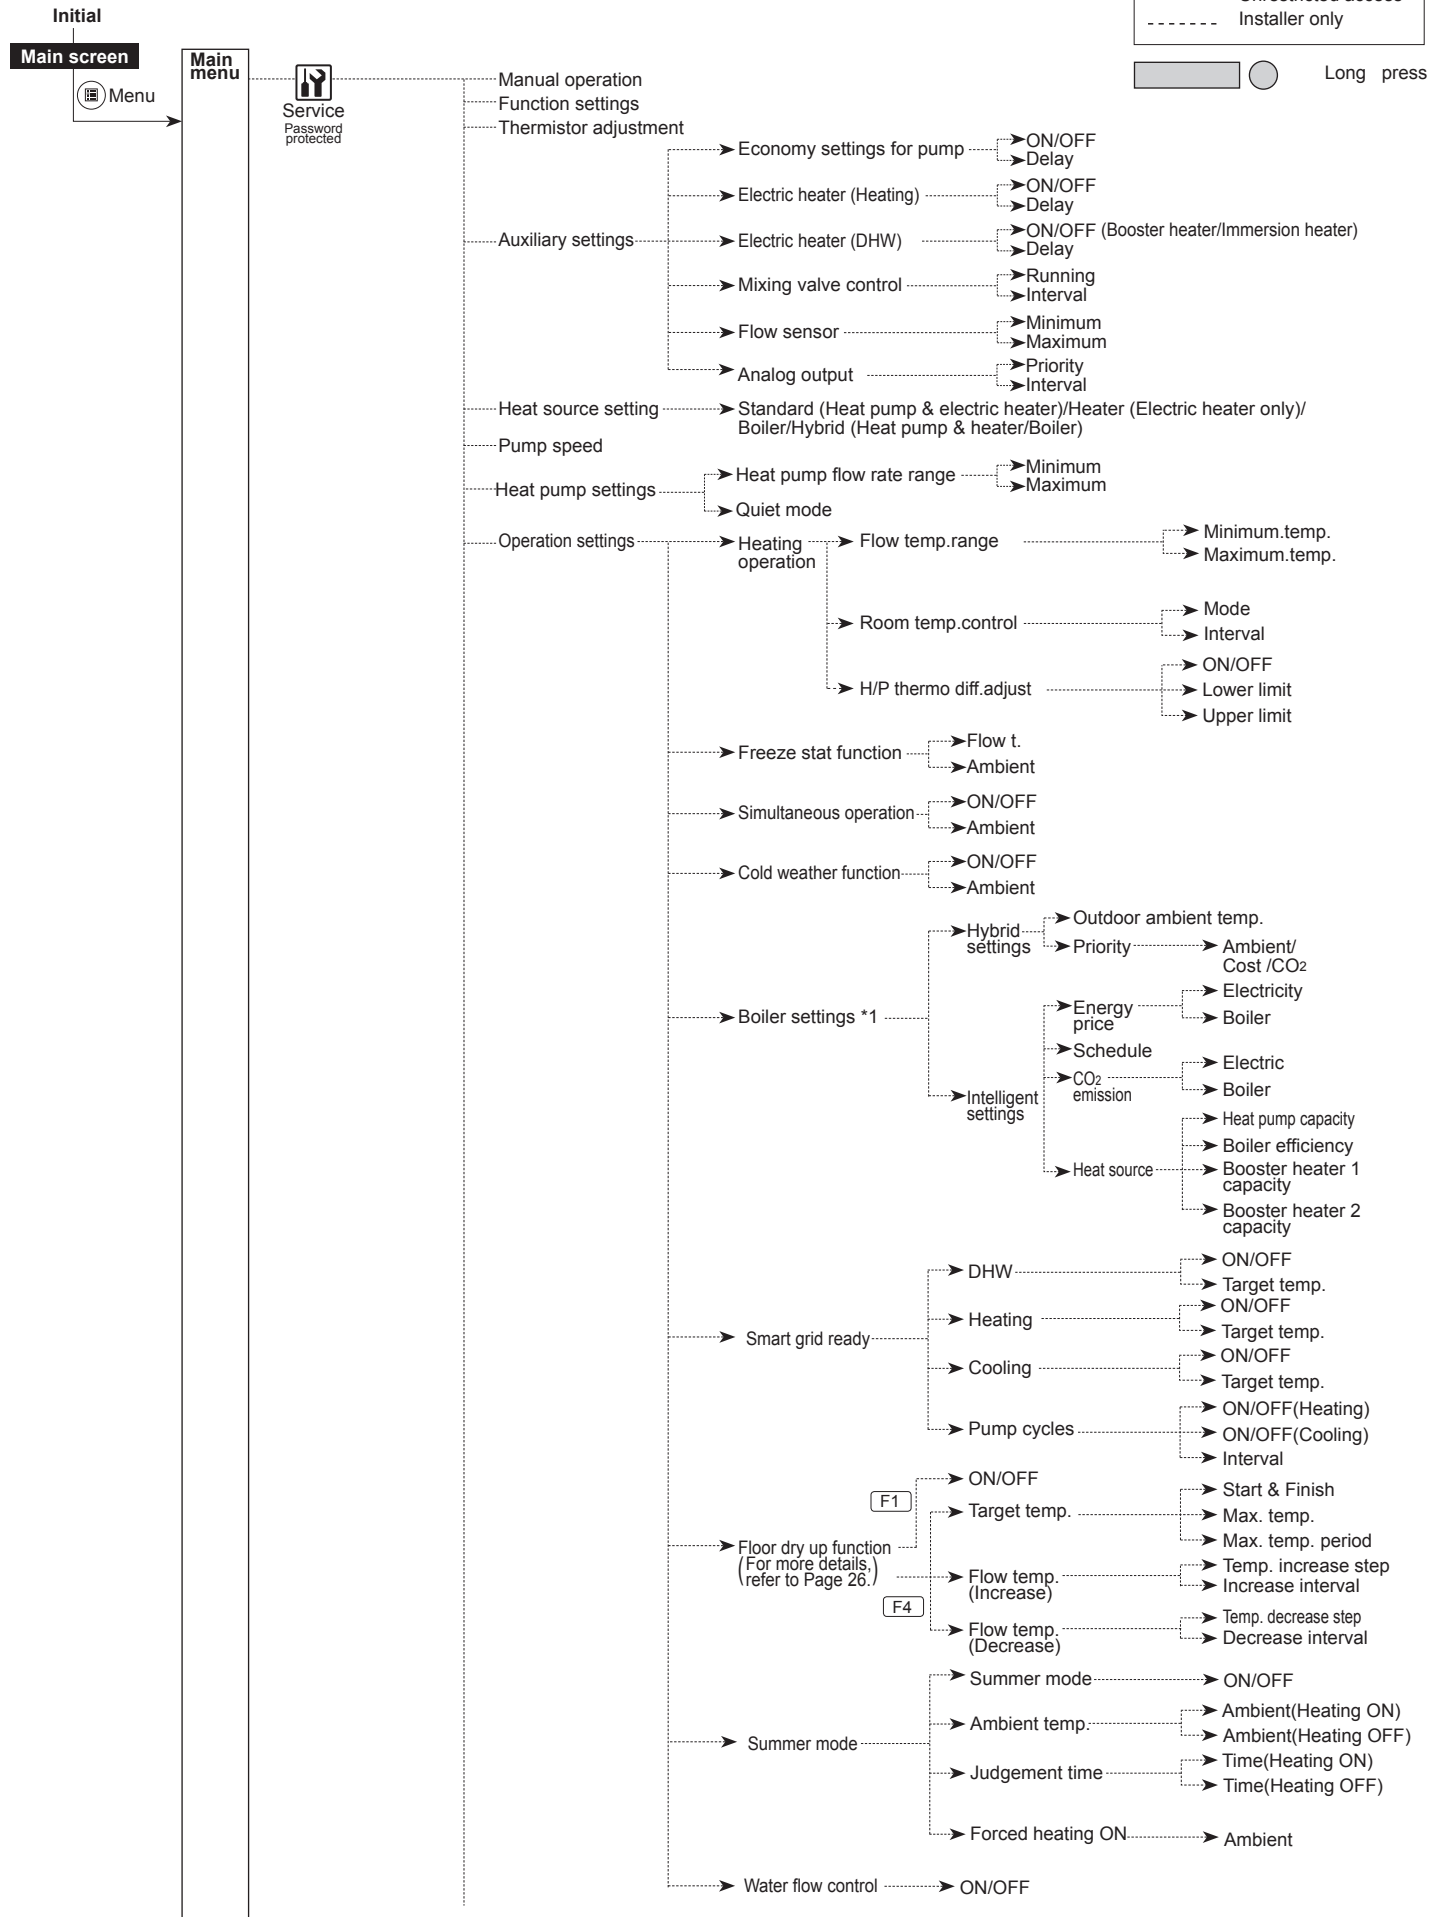 Initial
Unrestricted access
Installer only
Main screen
Main
menu
Menu
Long press
Service
Password
protected
Manual operation
Function settings
Thermistor adjustment
Economy settings for pump
ON/OFF
Delay
Electric heater (Heating)
ON/OFF
Delay
Auxiliary settings
Electric heater (DHW)
ON/OFF (Booster heater/Immersion heater)
Delay
Mixing valve control
Running
Interval
Flow sensor
Minimum
Maximum
Analog output
Priority
Interval
Heat source setting
Standard (Heat pump & electric heater)/Heater (Electric heater only)/
Boiler/Hybrid (Heat pump & heater/Boiler)
Pump speed
Heat pump settings
Heat pump flow rate range
Minimum
Maximum
Quiet mode
Operation settings
Heating
operation
Flow temp.range
Minimum.temp.
Maximum.temp.
Room temp.control
Mode
Interval
H/P thermo diff.adjust
ON/OFF
Lower limit
Upper limit
Freeze stat function
Flow t.
Ambient
Simultaneous operation
ON/OFF
Ambient
Cold weather function
ON/OFF
Ambient
Boiler settings *1
Hybrid
settings
Outdoor ambient temp.
Priority
Ambient/
Cost /CO2
Intelligent
settings
Energy
price
Electricity
Boiler
Schedule
CO2
emission
Electric
Boiler
Heat source
Heat pump capacity
Boiler efficiency
Booster heater 1
capacity
Booster heater 2
capacity
Smart grid ready
DHW
ON/OFF
Target temp.
Heating
ON/OFF
Target temp.
Cooling
ON/OFF
Target temp.
Pump cycles
ON/OFF(Heating)
ON/OFF(Cooling)
Interval
Floor dry up function
(For more details,
refer to Page 26.)
F1
ON/OFF
F4
Target temp.
Start & Finish
Max. temp.
Max. temp. period
Flow temp.
(Increase)
Temp. increase step
Increase interval
Flow temp.
(Decrease)
Temp. decrease step
Decrease interval
Summer mode
Summer mode
ON/OFF
Ambient temp.
Ambient(Heating ON)
Ambient(Heating OFF)
Judgement time
Time(Heating ON)
Time(Heating OFF)
Forced heating ON
Ambient
Water flow control
ON/OFF